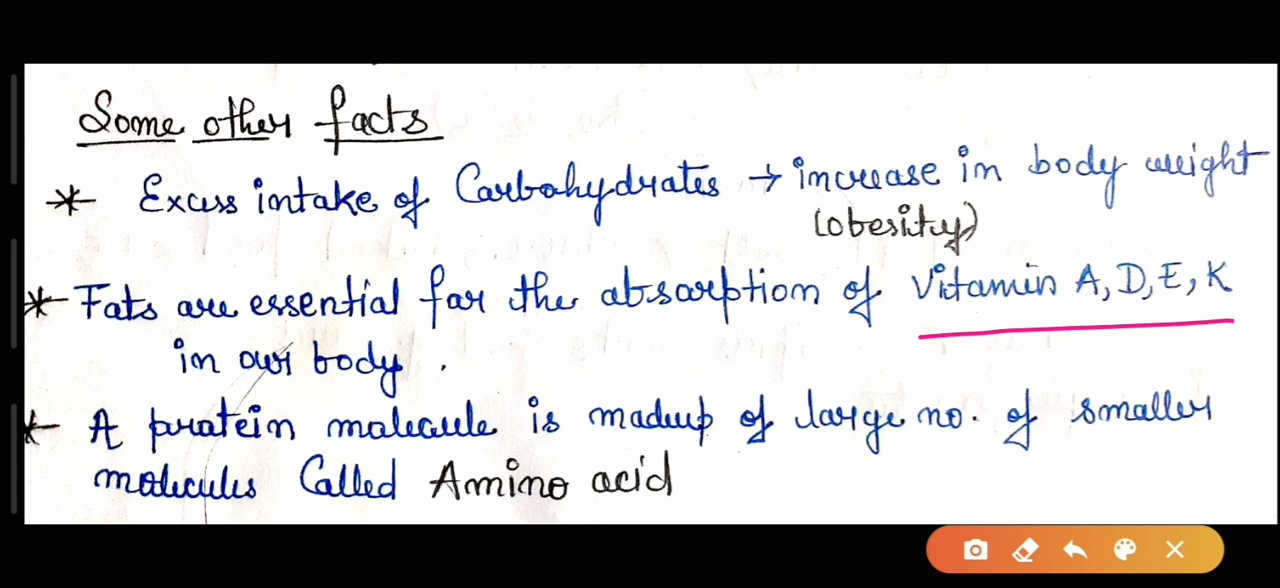 Some other facts
* Excess intake of Carbohydrates → increase in body weight
(obesity)
* Fats are essential for the absorption of Vitamin A, D, E, K
in our body.
* A protein molecule is madeup of large no. of smaller
molecules Called Amino acid